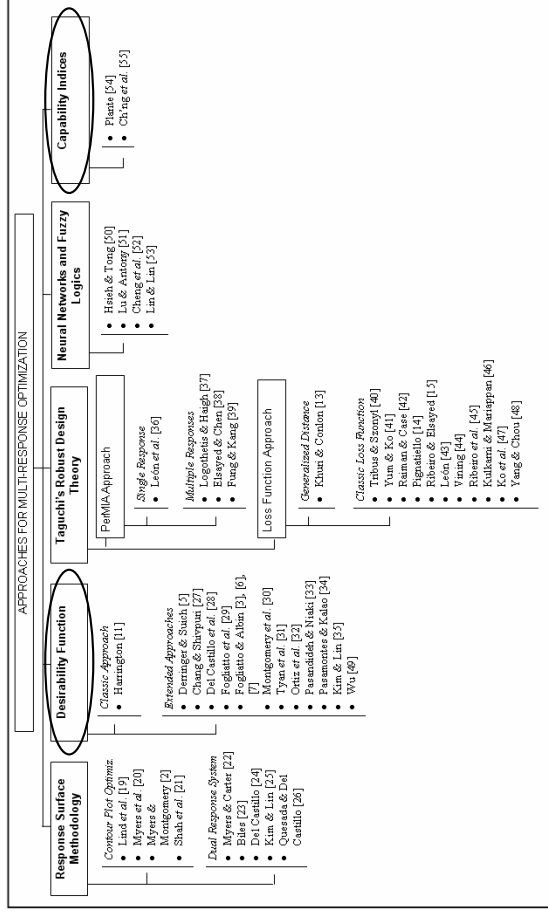 APPROACHES FOR MULTI-RESPONSE OPTIMIZATION
Response Surface
Methodology
Contour Plot Optimiz.
• Lind et al. [19]
• Myers et al. [20]
• Myers &
Montgomery [2]
• Shah et al. [21]
Dual Response System
• Myers & Carter [22]
• Biles [23]
• Del Castillo [24]
• Kim & Lin [25]
• Quesada & Del
Castillo [26]
Desirability Function
Classic Approach
• Harrington [11]
Extended Approaches
• Derringer & Suich [5]
• Chang & Shivpuri [27]
• Del Castillo et al. [28]
• Fogliatto et al. [29]
• Fogliatto & Albin [3], [6],
[7]
• Montgomery et al. [30]
• Tyan et al. [31]
• Ortiz et al. [32]
• Pasandideh & Niaki [33]
• Pasamontes & Kalao [34]
• Kim & Lin [35]
• Wu [49]
Taguchi's Robust Design
Theory
PerMIA Approach
Single Response
• León et al. [36]
Multiple Responses
• Logothetis & Haigh [37]
• Elsayed & Chen [38]
• Fung & Kang [39]
Loss Function Approach
Generalized Distance
• Khuri & Conlon [13]
Classic Loss Function
• Tribus & Szonyl [40]
• Yum & Ko [41]
• Raiman & Case [42]
• Pignatiello [14]
• Ribeiro & Elsayed [15]
• León [43]
• Vining [44]
• Ribeiro et al. [45]
• Kulkarni & Mariappan [46]
• Ko et al. [47]
• Yang & Chou [48]
Neural Networks and Fuzzy
Logics
• Hsieh & Tong [50]
• Lu & Antony [51]
• Cheng et al. [52]
• Lin & Lin [53]
Capability Indices
• Plante [54]
• Ch'ng et al. [55]